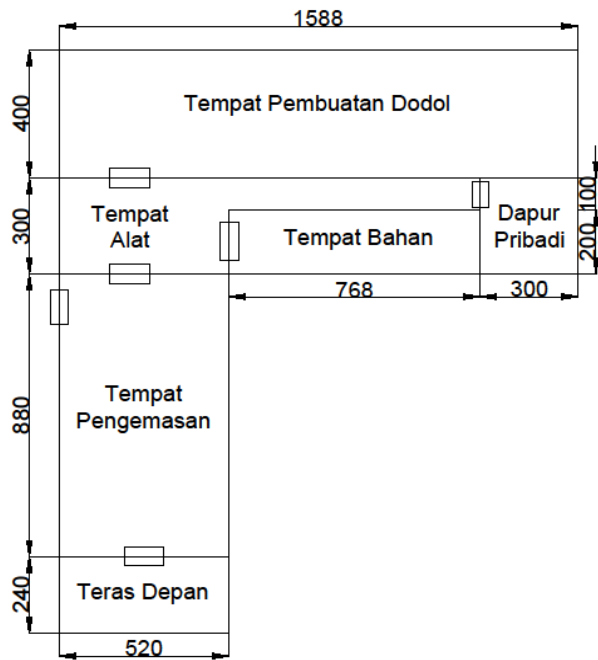 1588
400
Tempat Pembuatan Dodol
300
Tempat
Alat
Tempat Bahan
Dapur
Pribadi
100
200
768
300
880
Tempat
Pengemasan
240
Teras Depan
520